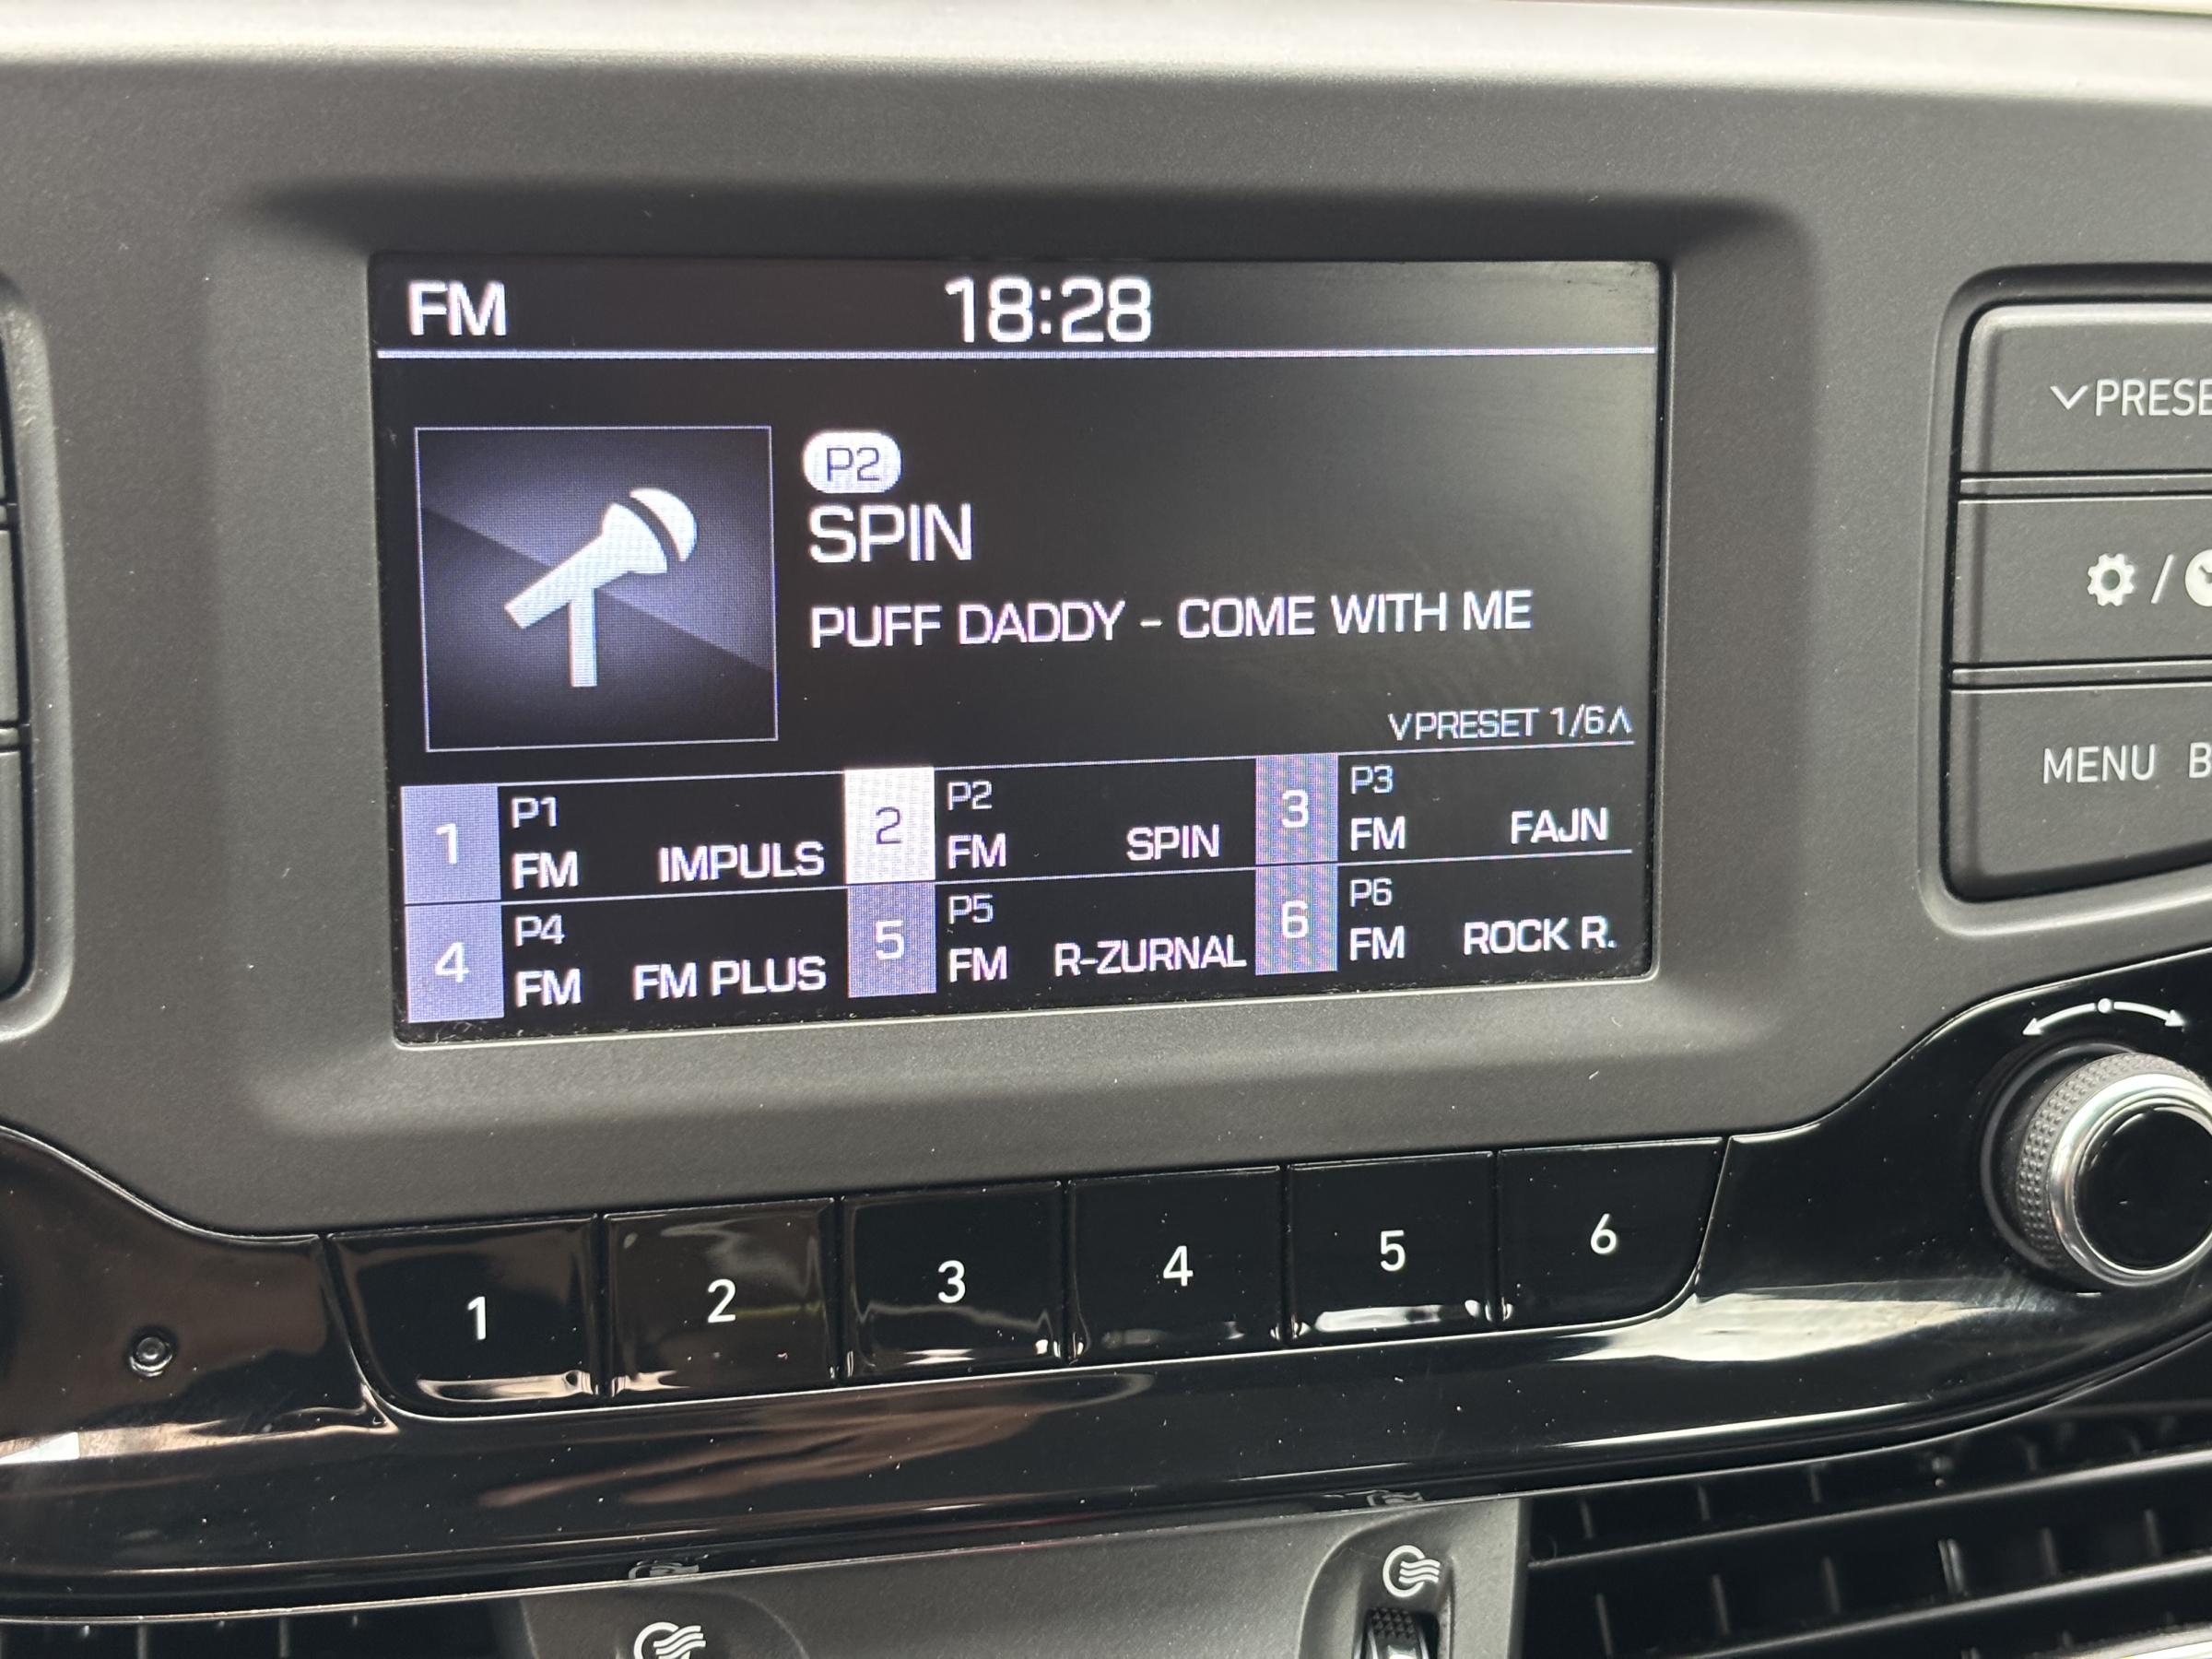 FM 18:28
P2
SPIN
PUFF DADDY - COME WITH ME
VPRESET 1/6Λ
1 P1 FM IMPULS
2 P2 FM SPIN
3 P3 FM FAJN
4 P4 FM FM PLUS
5 P5 FM R-ZURNAL
6 P6 FM ROCK R.
PRESE
/
MENU B
1 2 3 4 5 6